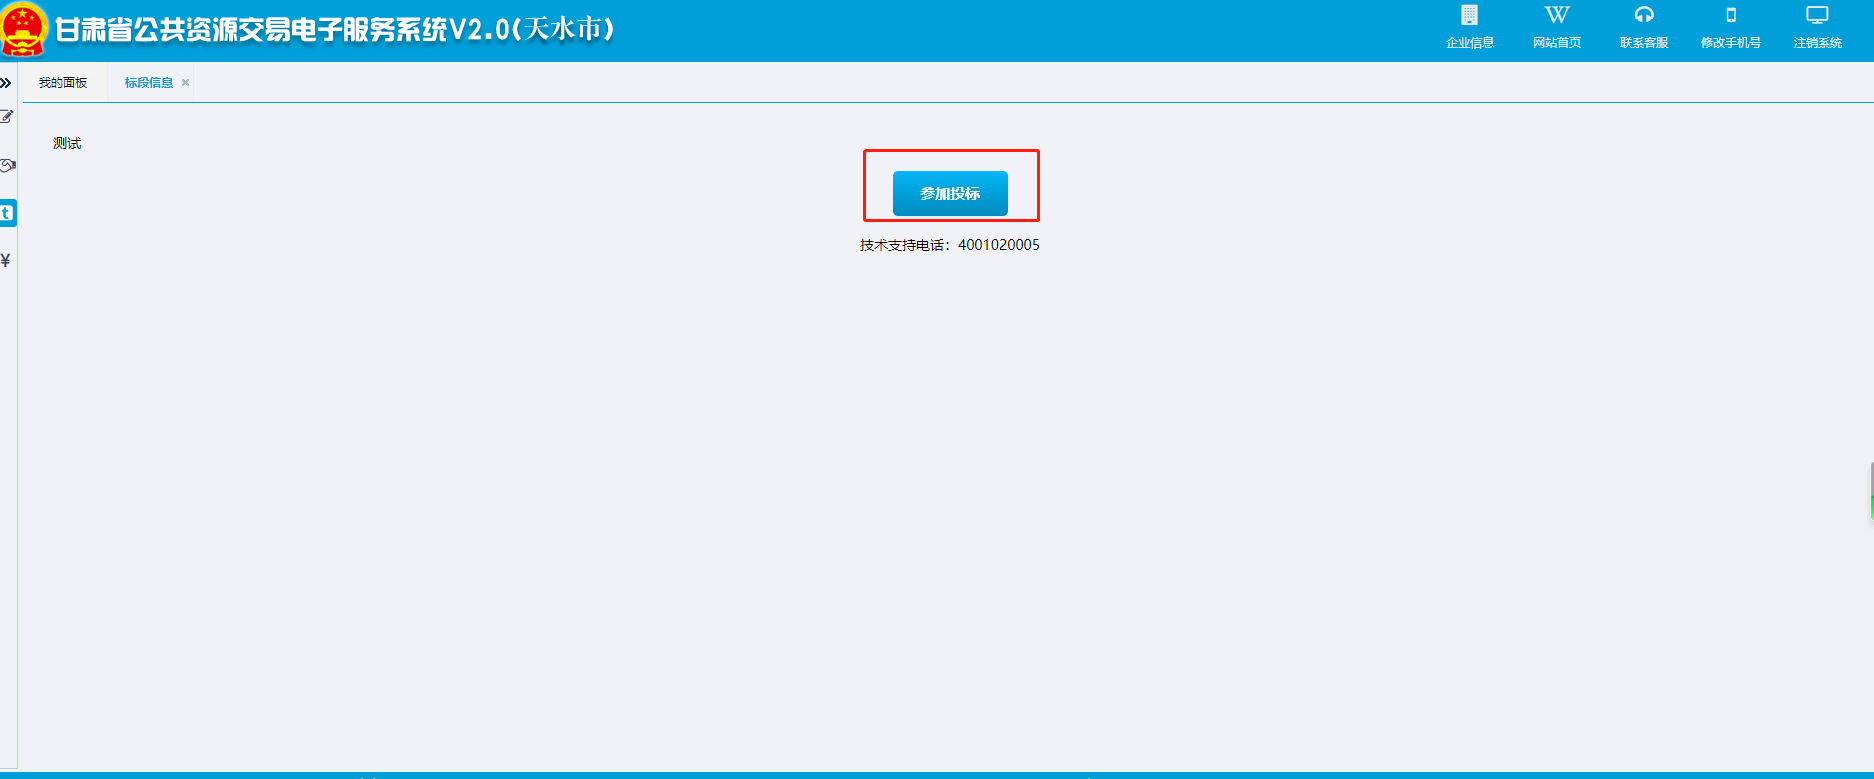 甘肃省公共资源交易电子服务系统V2.0(天水市)
企业信息
网站首页
联系客服
修改手机号
注销系统
我的面板
标段信息
测试
参加投标
技术支持电话：4001020005